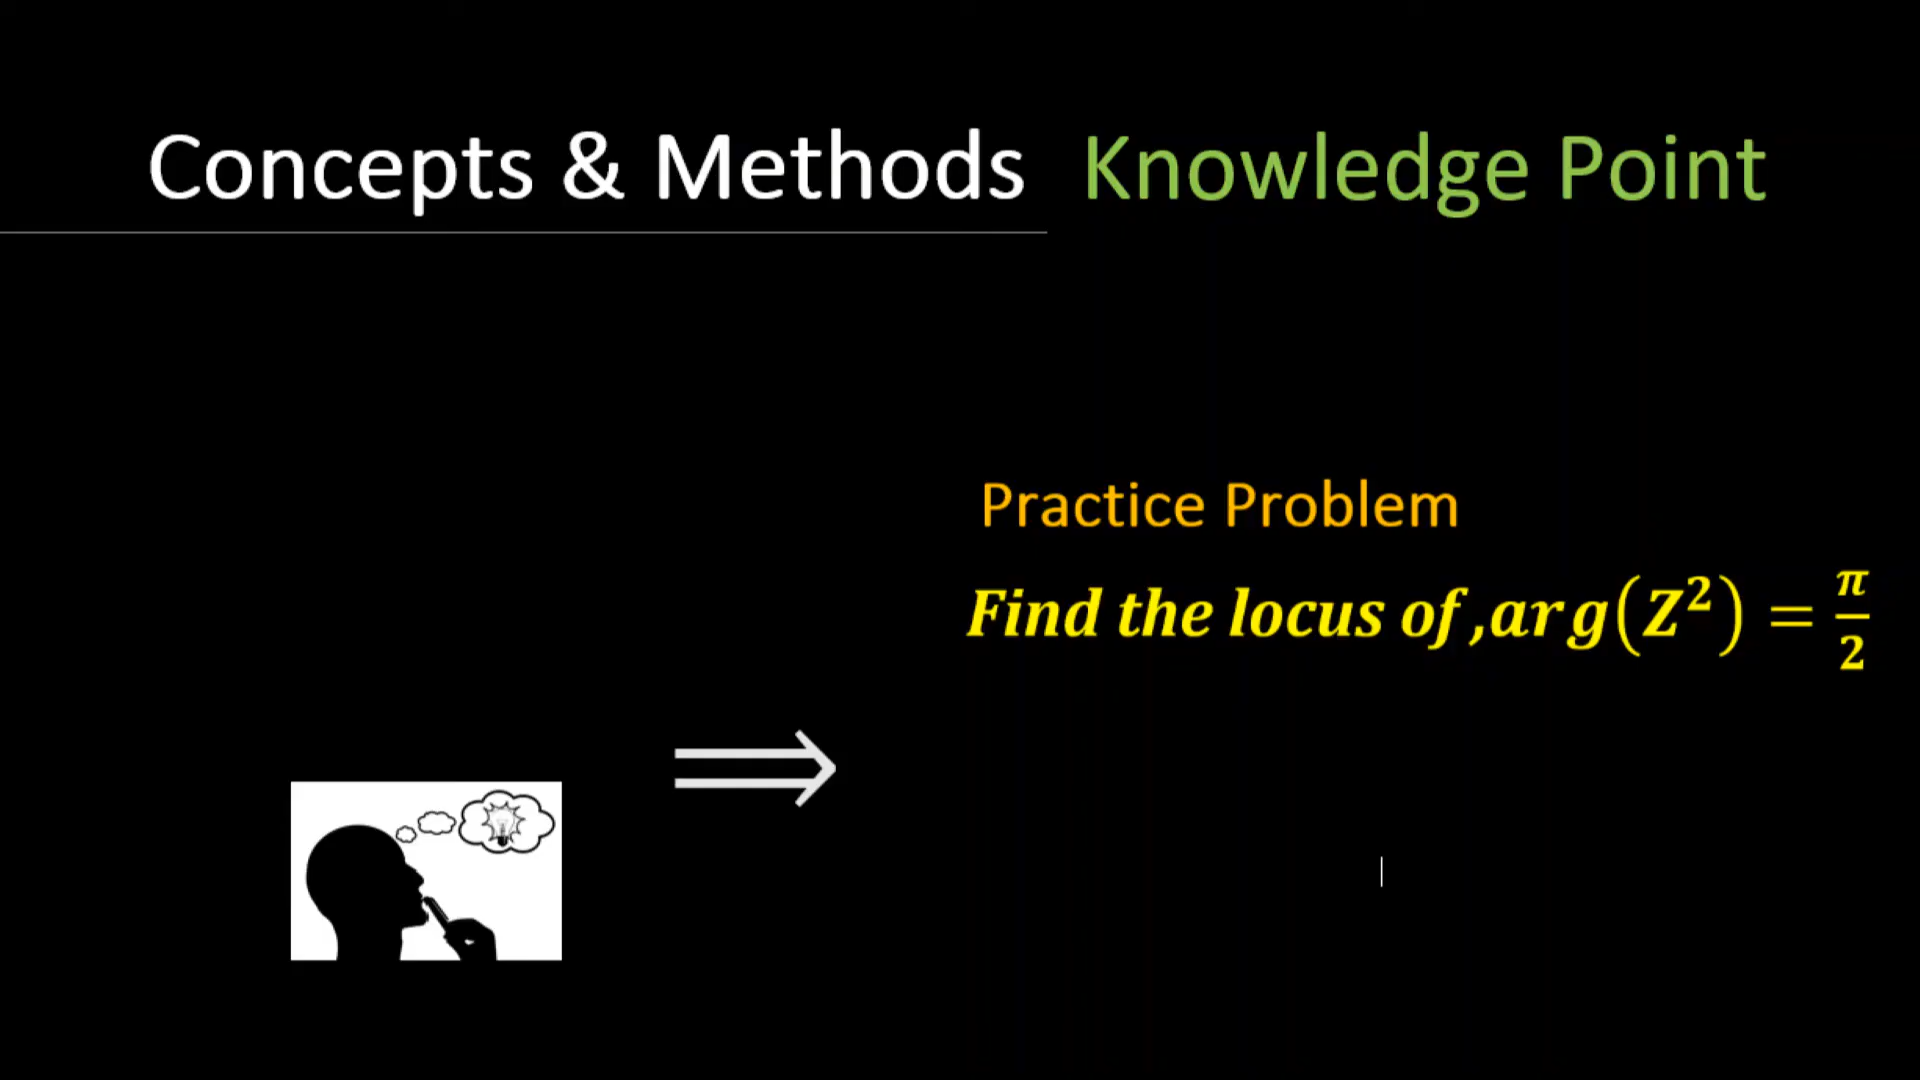 Concepts & Methods Knowledge Point
Practice Problem
Find the locus of,arg(Z²) = π/2